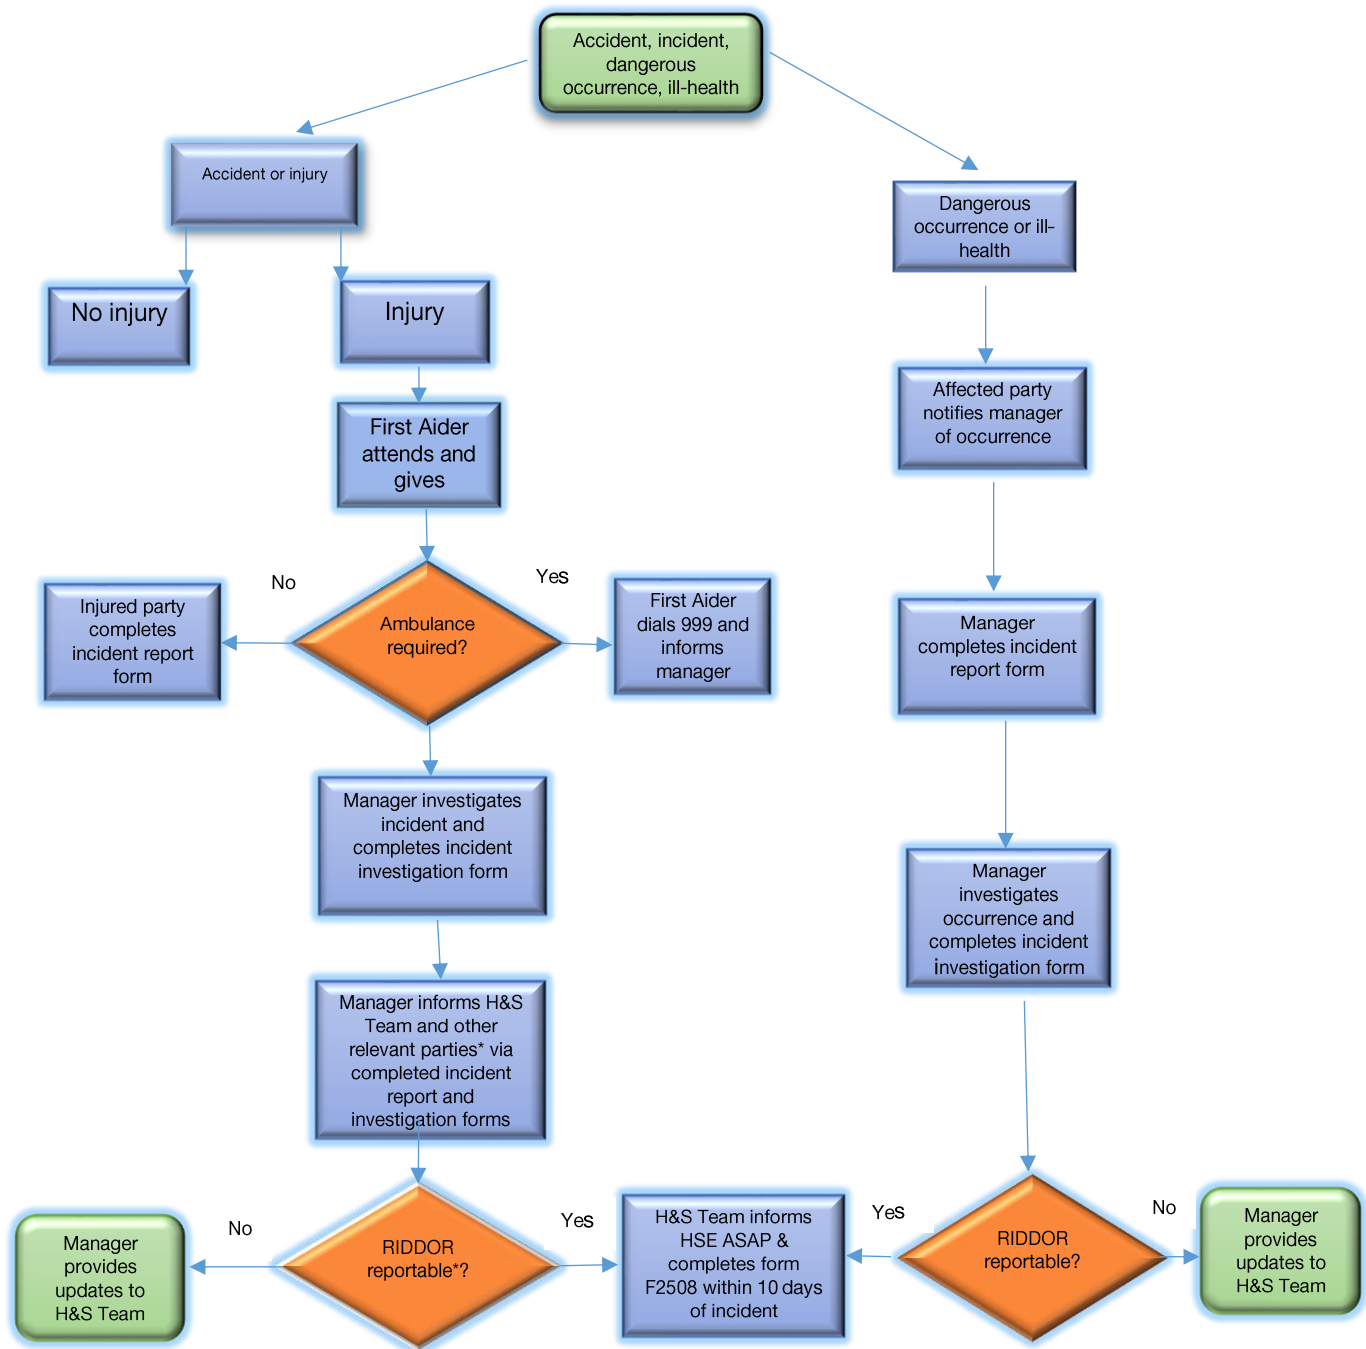 Accident, incident,
dangerous
occurrence, ill-health
Accident or injury
Dangerous
occurrence or ill-
health
No injury
Injury
First Aider
attends and
gives
Affected party
notifies manager
of occurrence
No
Yes
Injured party
completes
incident report
form
Ambulance
required?
First Aider
dials 999 and
informs
manager
Manager
completes incident
report form
Manager investigates
incident and
completes incident
investigation form
Manager
investigates
occurrence and
completes incident
investigation form
Manager informs H&S
Team and other
relevant parties* via
completed incident
report and
investigation forms
No
Yes
Yes
No
Manager
provides
updates to
H&S Team
RIDDOR
reportable*?
H&S Team informs
HSE ASAP &
completes form
F2508 within 10 days
of incident
RIDDOR
reportable?
Manager
provides
updates to
H&S Team